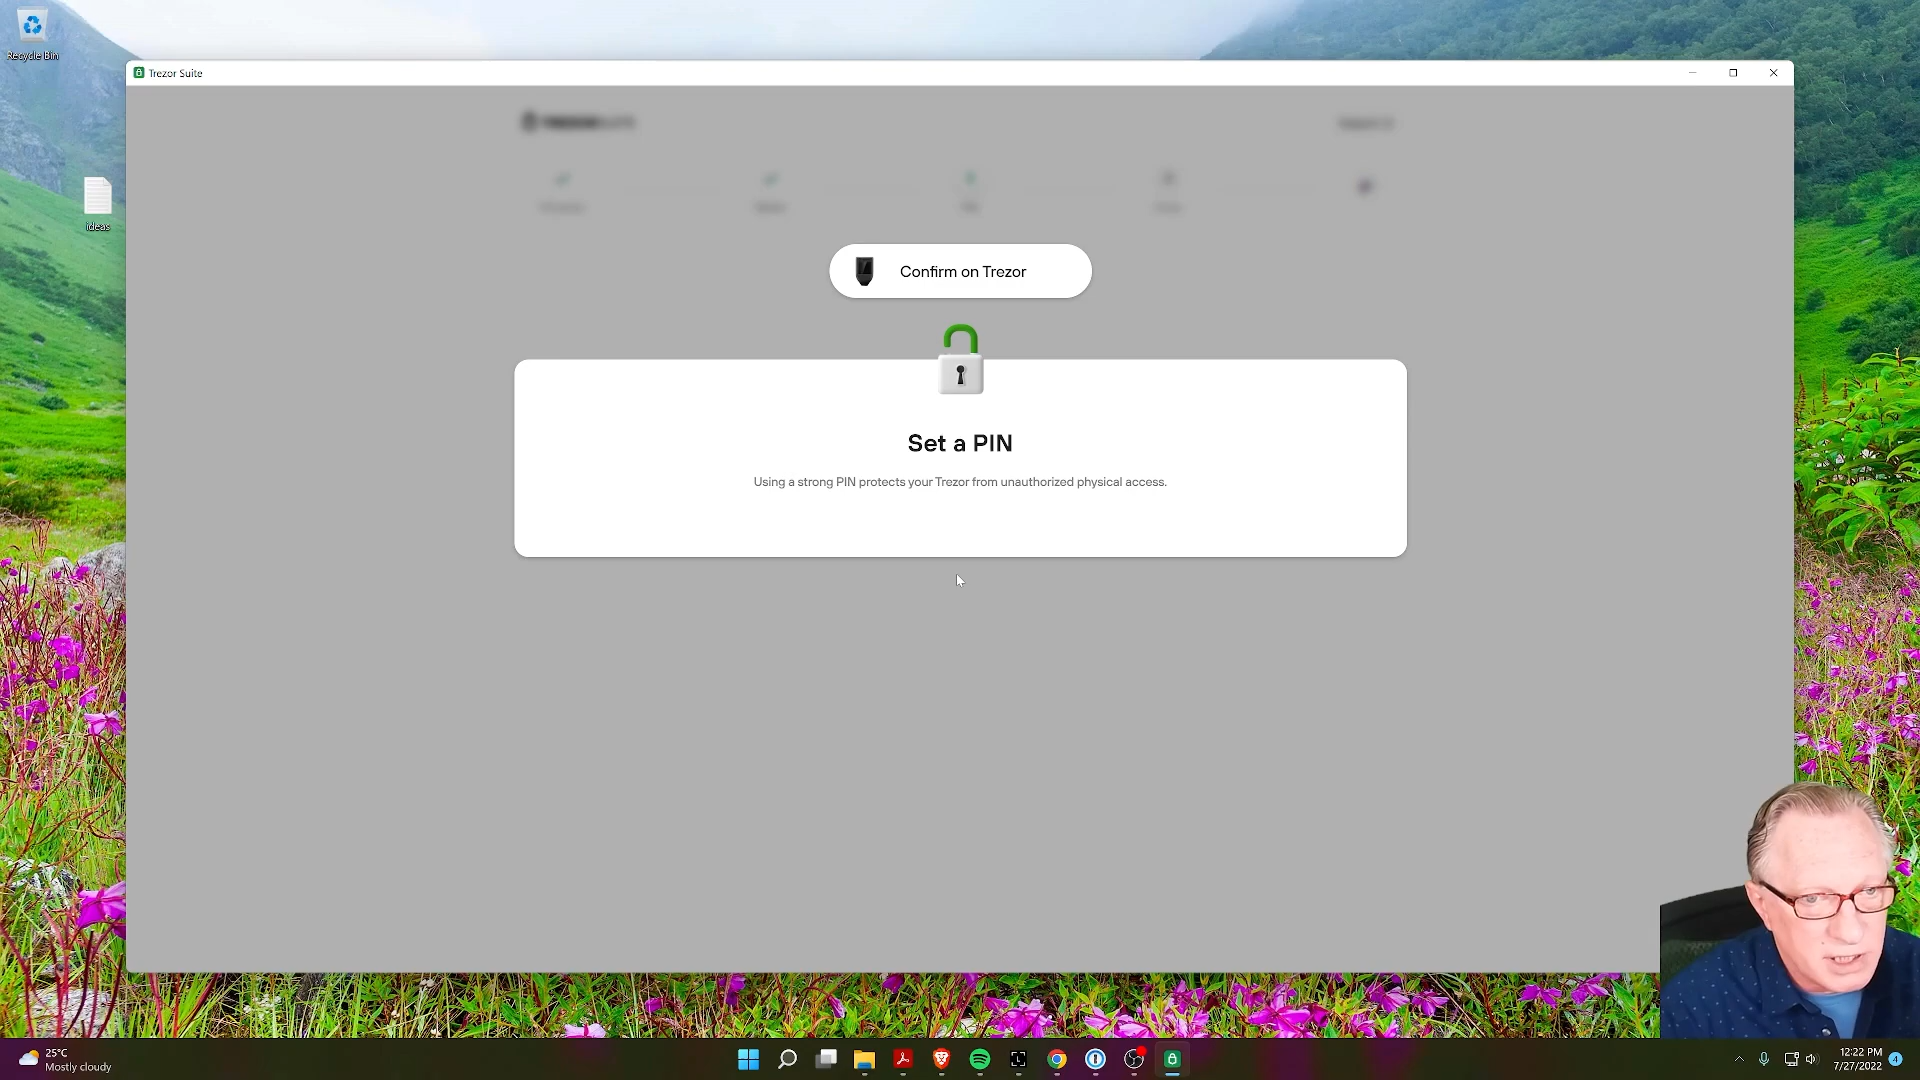 Recycle Bin
Trezor Suite
ideas
Confirm on Trezor
Set a PIN
Using a strong PIN protects your Trezor from unauthorized physical access.
25°C
Mostly cloudy
12:22 PM
7/27/2022
4